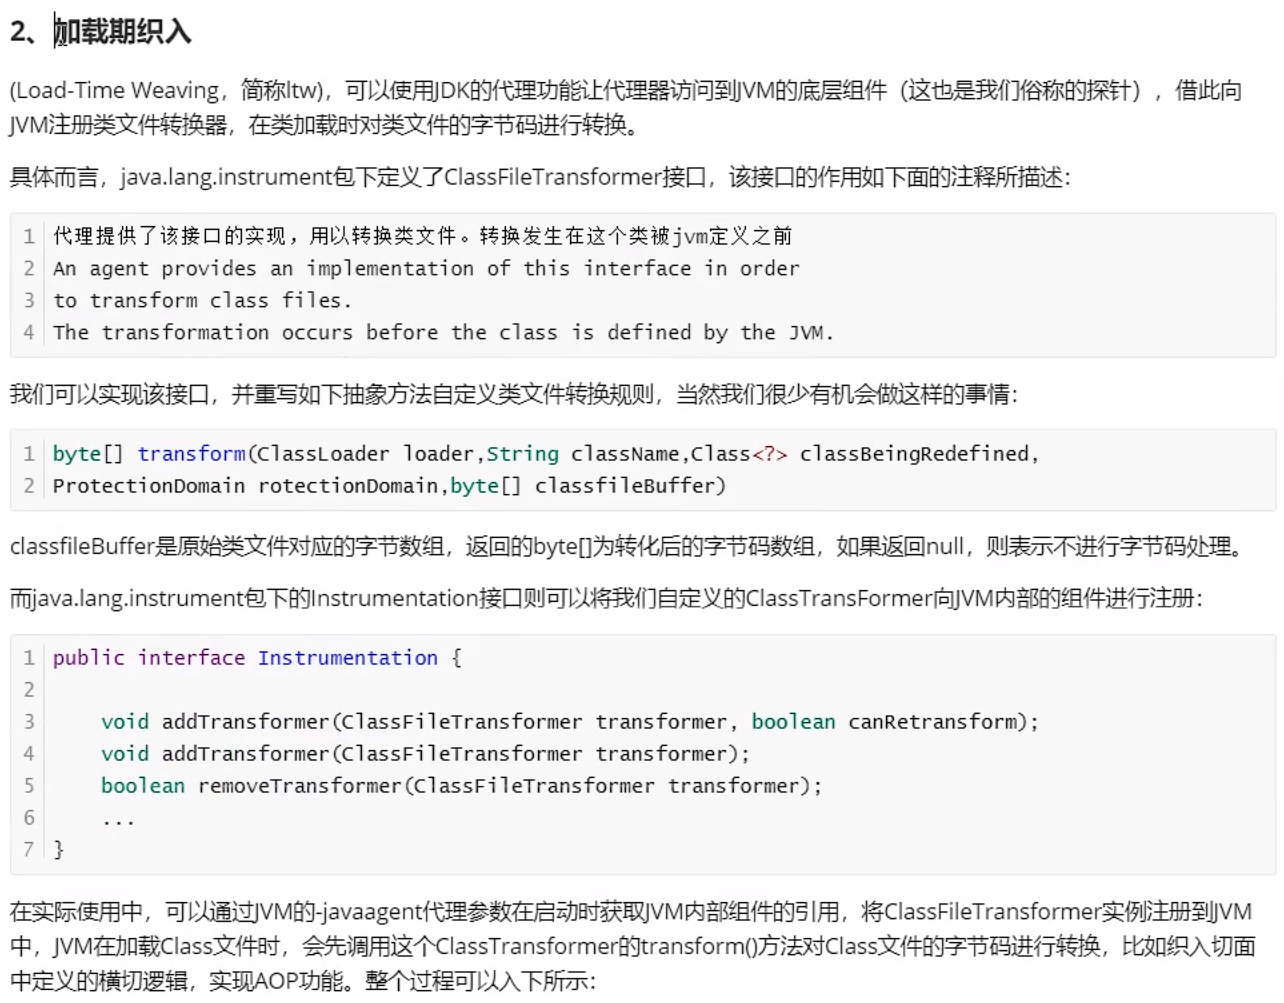 2、加载期织入
(Load-Time Weaving，简称ltw)，可以使用JDK的代理功能让代理器访问到JVM的底层组件（这也是我们俗称的探针），借此向
JVM注册类文件转换器，在类加载时对类文件的字节码进行转换。
具体而言，java.lang.instrument包下定义了ClassFileTransformer接口，该接口的作用如下面的注释所描述：
1 代理提供了该接口的实现，用以转换类文件。转换发生在这个类被jvm定义之前
2 An agent provides an implementation of this interface in order
3 to transform class files.
4 The transformation occurs before the class is defined by the JVM.
我们可以实现该接口，并重写如下抽象方法自定义类文件转换规则，当然我们很少有机会做这样的事情：
1 byte[] transform(ClassLoader loader,String className,Class<?> classBeingRedefined,
2 ProtectionDomain rotectionDomain,byte[] classfileBuffer)
classfileBuffer是原始类文件对应的字节数组，返回的byte[]为转化后的字节码数组，如果返回null，则表示不进行字节码处理。
而java.lang.instrument包下的Instrumentation接口则可以将我们自定义的ClassTransFormer向JVM内部的组件进行注册：
1 public interface Instrumentation {
2
3     void addTransformer(ClassFileTransformer transformer, boolean canRetransform);
4     void addTransformer(ClassFileTransformer transformer);
5     boolean removeTransformer(ClassFileTransformer transformer);
6     ...
7 }
在实际使用中，可以通过JVM的-javaagent代理参数在启动时获取JVM内部组件的引用，将ClassFileTransformer实例注册到JVM
中，JVM在加载Class文件时，会先调用这个ClassTransformer的transform()方法对Class文件的字节码进行转换，比如织入切面
中定义的横切逻辑，实现AOP功能。整个过程可以入下所示：